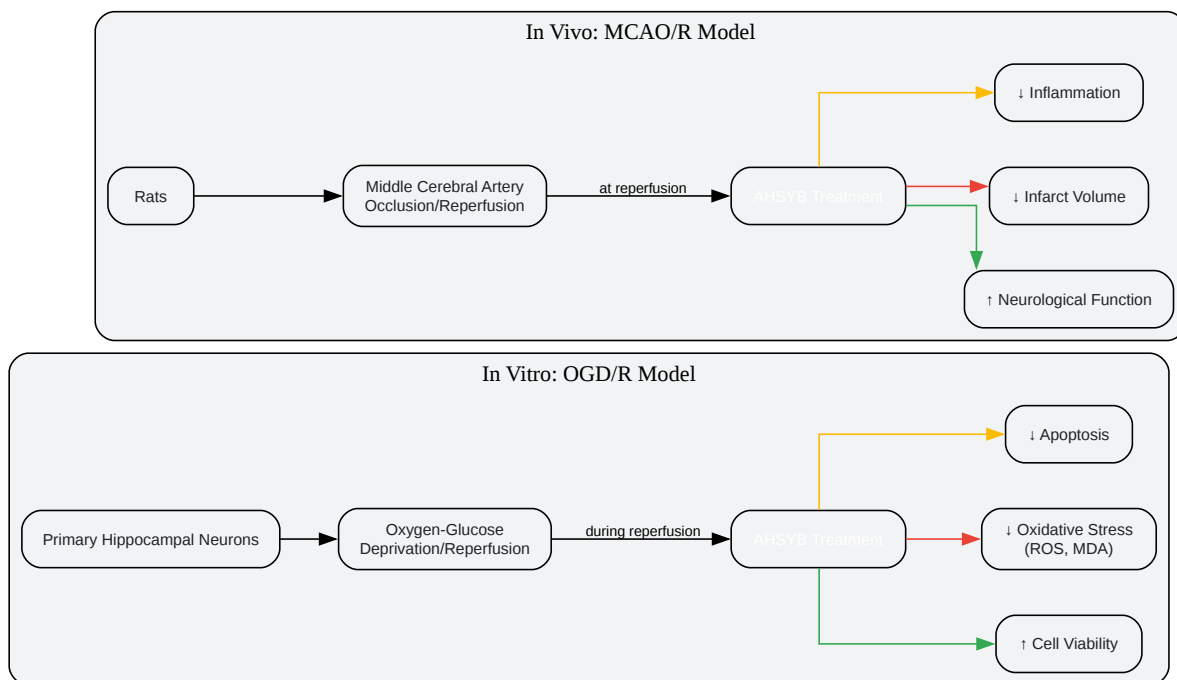 In Vivo: MCAO/R Model
↓ Inflammation
Rats
Middle Cerebral Artery
Occlusion/Reperfusion
at reperfusion
AHSYB Treatment
↓ Infarct Volume
↑ Neurological Function
In Vitro: OGD/R Model
↓ Apoptosis
Primary Hippocampal Neurons
Oxygen-Glucose
Deprivation/Reperfusion
during reperfusion
AHSYB Treatment
↓ Oxidative Stress
(ROS, MDA)
↑ Cell Viability